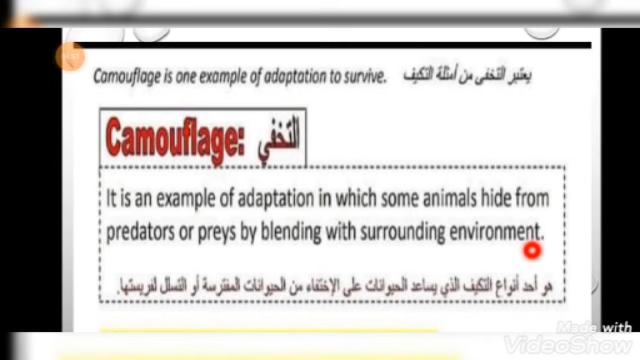 Camouflage is one example of adaptation to survive. يعتبر التخفى من أمثلة التكيف
Camouflage: التخفي
It is an example of adaptation in which some animals hide from
predators or preys by blending with surrounding environment.
هو أحد أنواع التكيف الذي يساعد الحيوانات على الإختفاء من الحيوانات المفترسة أو التسلل لفريستها.
Made with
VideoShow